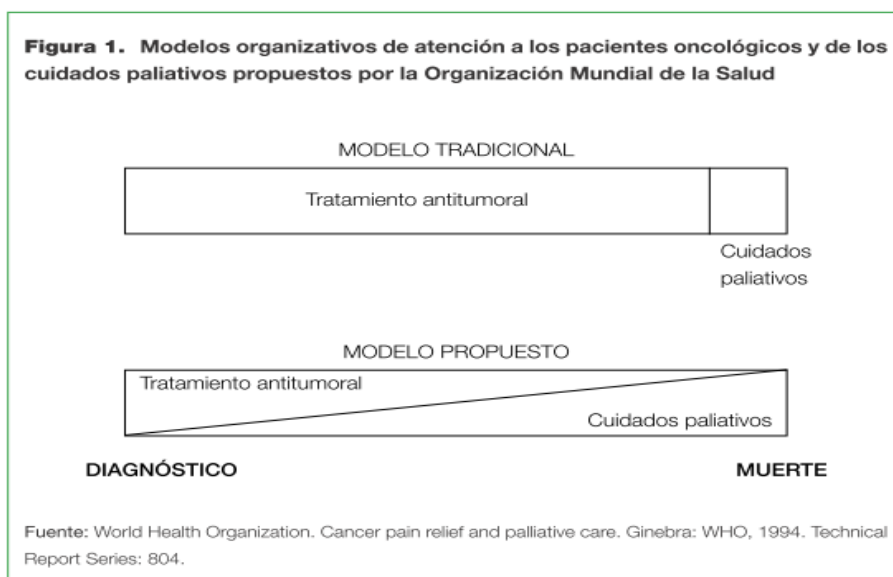 Figura 1. Modelos organizativos de atención a los pacientes oncológicos y de los
cuidados paliativos propuestos por la Organización Mundial de la Salud
MODELO TRADICIONAL
Tratamiento antitumoral
Cuidados
paliativos
MODELO PROPUESTO
Tratamiento antitumoral
Cuidados paliativos
DIAGNÓSTICO MUERTE
Fuente: World Health Organization. Cancer pain relief and palliative care. Ginebra: WHO, 1994. Technical
Report Series: 804.